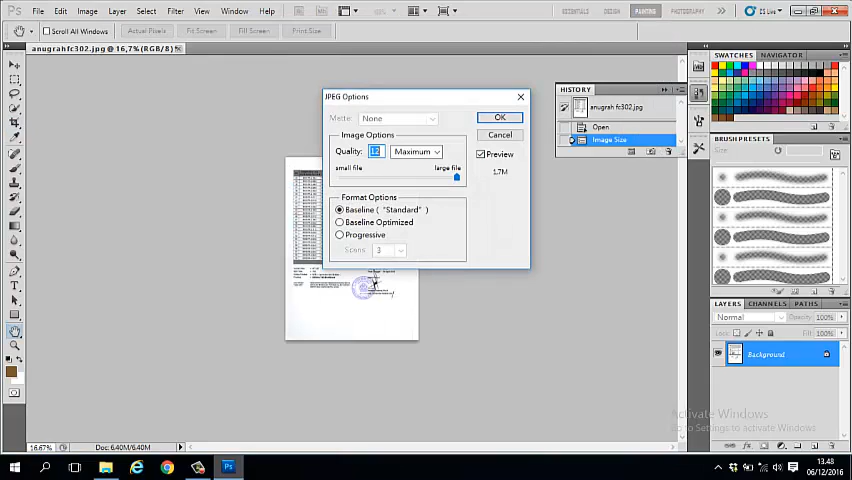 File Edit Image Layer Select Filter View Window Help 16,7
ESSENTIALS DESIGN PAINTING PHOTOGRAPHY CS Live
Scroll All Windows Actual Pixels Fit Screen Fill Screen Print Size
anugrahfc302.jpg @ 16,7%(RGB/8)
SWATCHES NAVIGATOR
JPEG Options
HISTORY
anugrah fc302.jpg
Open
Image Size
Matte: None
OK
Image Options
Cancel
Quality: 12 Maximum
Preview
small file large file
1.7M
Format Options
Baseline ("Standard")
Baseline Optimized
Progressive
Scans: 3
BRUSH PRESETS
Size:
LAYERS CHANNELS PATHS
Normal Opacity: 100%
Lock: Fill: 100%
Background
Activate Windows
Go to Settings to activate Windows.
16.67% Doc: 6.40M/6.40M
Ps
13.48
06/12/2016